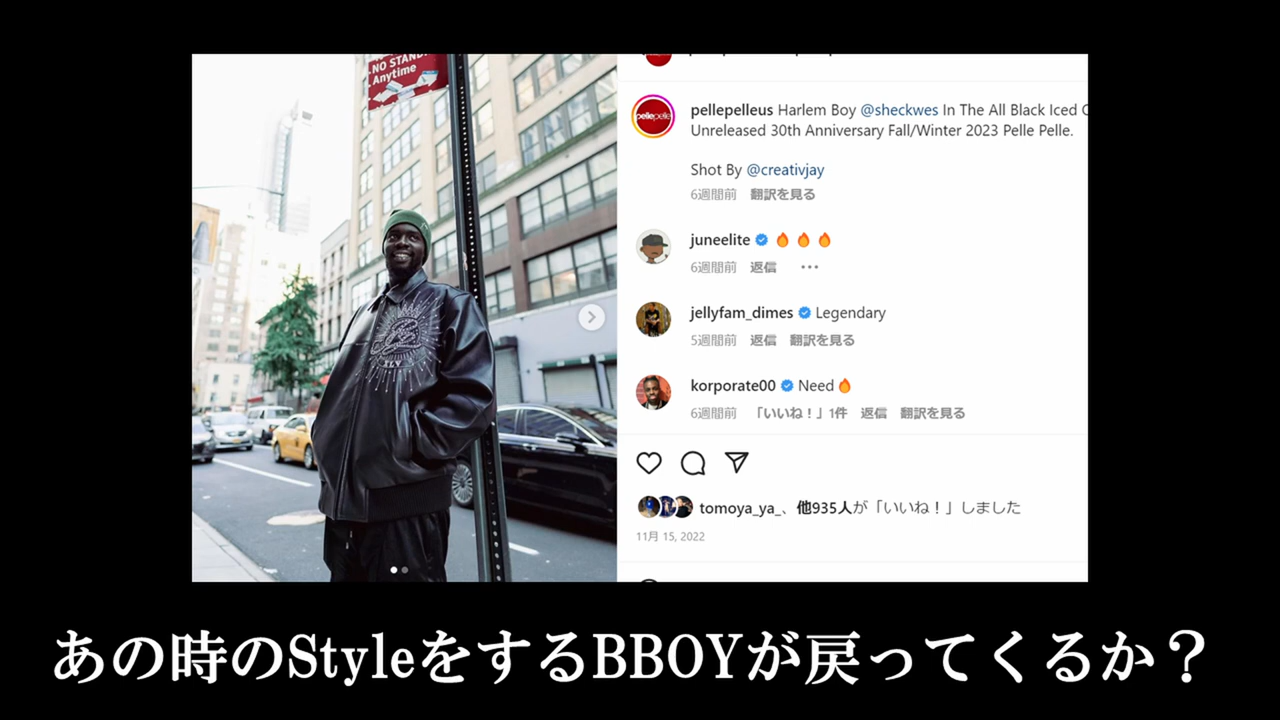 NO STAND
Anytime
XLV
pellepelle
pellepelleus Harlem Boy @sheckwes In The All Black Iced
Unreleased 30th Anniversary Fall/Winter 2023 Pelle Pelle.
Shot By @creativjay
6週間前 翻訳を見る
juneelite 🔥 🔥 🔥
6週間前 返信 •••
jellyfam_dimes Legendary
5週間前 返信 翻訳を見る
korporate00 Need 🔥
6週間前 「いいね！」1件 返信 翻訳を見る
tomoya_ya_、他935人が「いいね！」しました
11月 15, 2022
あの時のStyleをするBBOYが戻ってくるか？